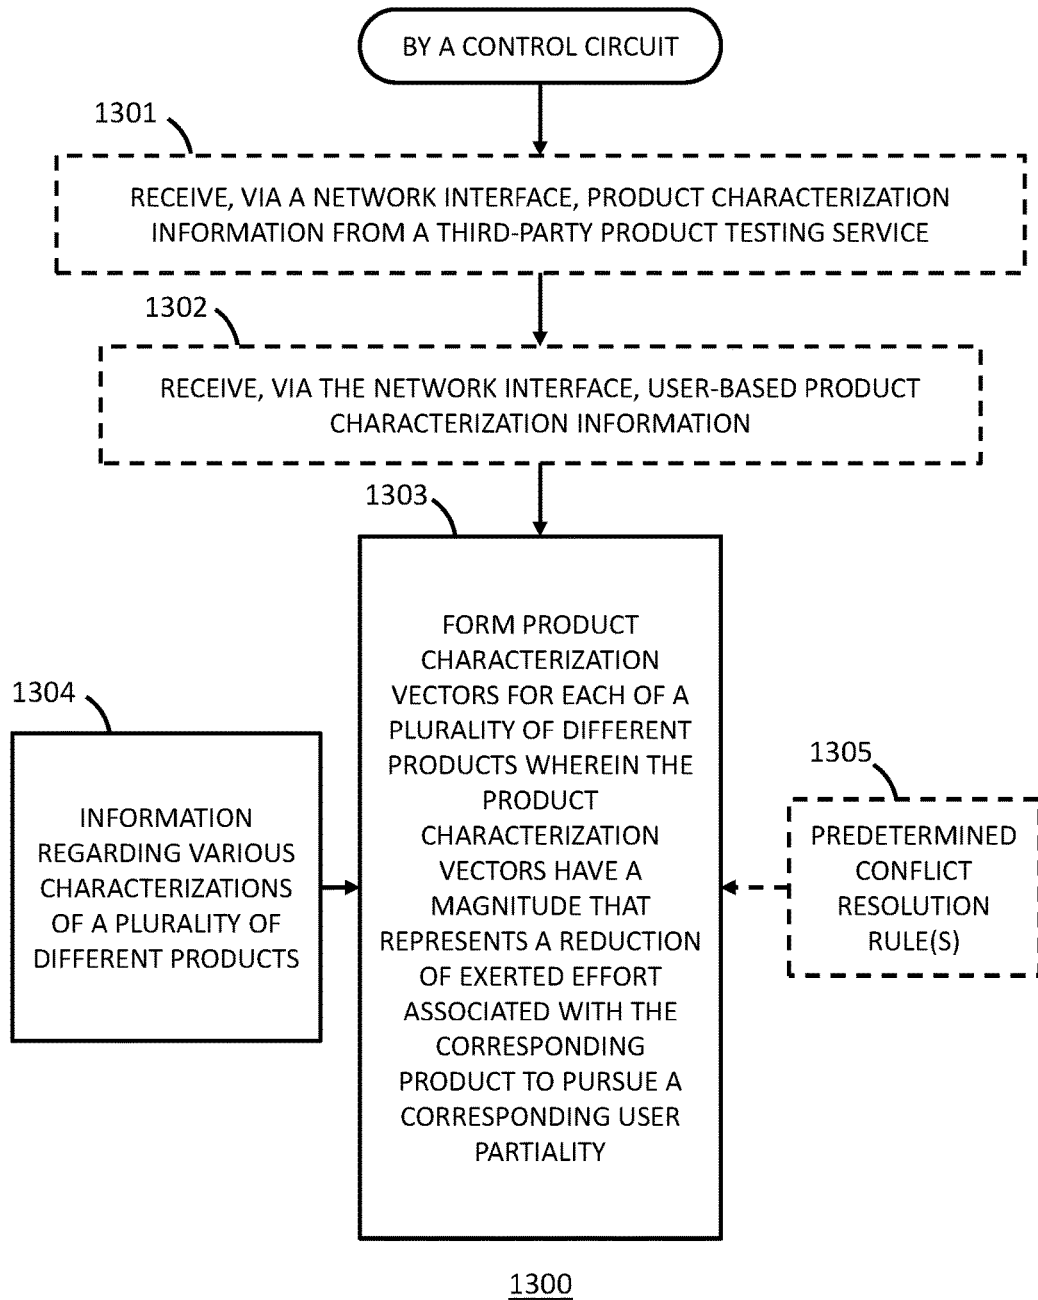 BY A CONTROL CIRCUIT
1301
RECEIVE, VIA A NETWORK INTERFACE, PRODUCT CHARACTERIZATION
INFORMATION FROM A THIRD-PARTY PRODUCT TESTING SERVICE
1302
RECEIVE, VIA THE NETWORK INTERFACE, USER-BASED PRODUCT
CHARACTERIZATION INFORMATION
1303
FORM PRODUCT
CHARACTERIZATION
VECTORS FOR EACH OF A
PLURALITY OF DIFFERENT
PRODUCTS WHEREIN THE
PRODUCT
CHARACTERIZATION
VECTORS HAVE A
MAGNITUDE THAT
REPRESENTS A REDUCTION
OF EXERTED EFFORT
ASSOCIATED WITH THE
CORRESPONDING
PRODUCT TO PURSUE A
CORRESPONDING USER
PARTIALITY
1304
INFORMATION
REGARDING VARIOUS
CHARACTERIZATIONS
OF A PLURALITY OF
DIFFERENT PRODUCTS
1305
PREDETERMINED
CONFLICT
RESOLUTION
RULE(S)
1300